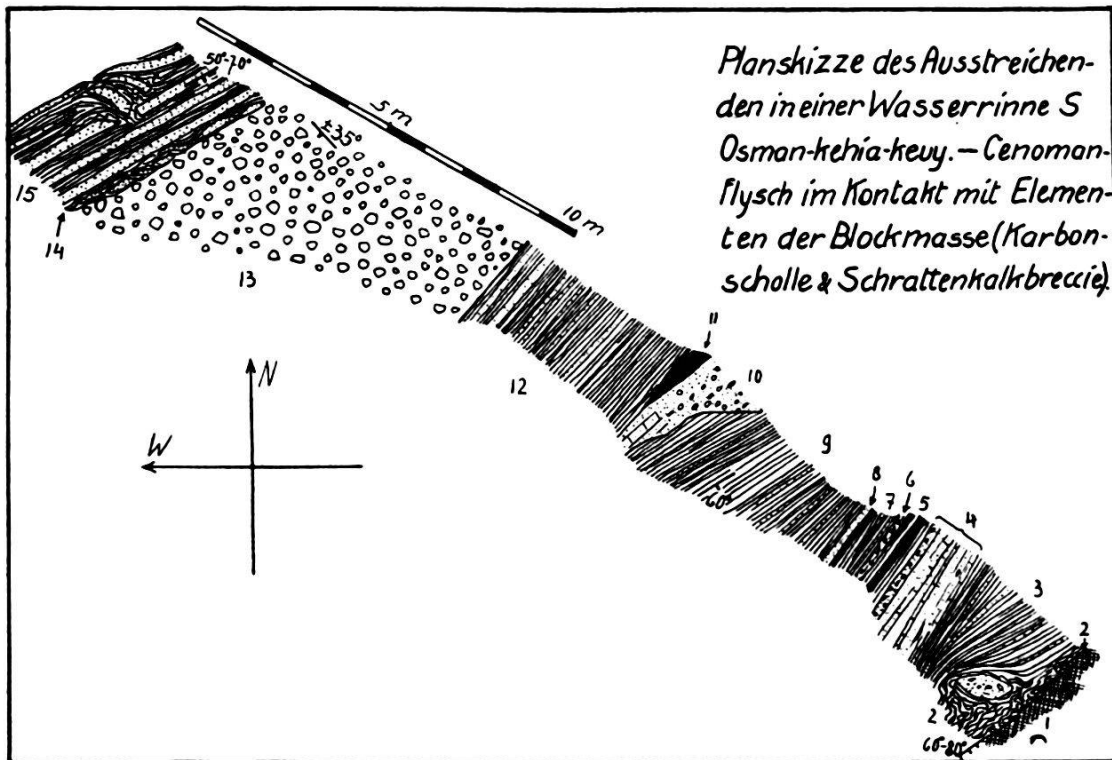 Planskizze des Ausstreichen-
den in einer Wasserrinne S
Osman-kehia-keuy. — Cenoman-
flysch im Kontakt mit Elemen-
ten der Blockmasse (Karbon-
scholle & Schrattenkalkbreccie).
50°-70°
5 m
±35°
10 m
15
14
13
12
11
10
N
W
9
60°
8
7
6
5
4
3
2
2
1
60-80°